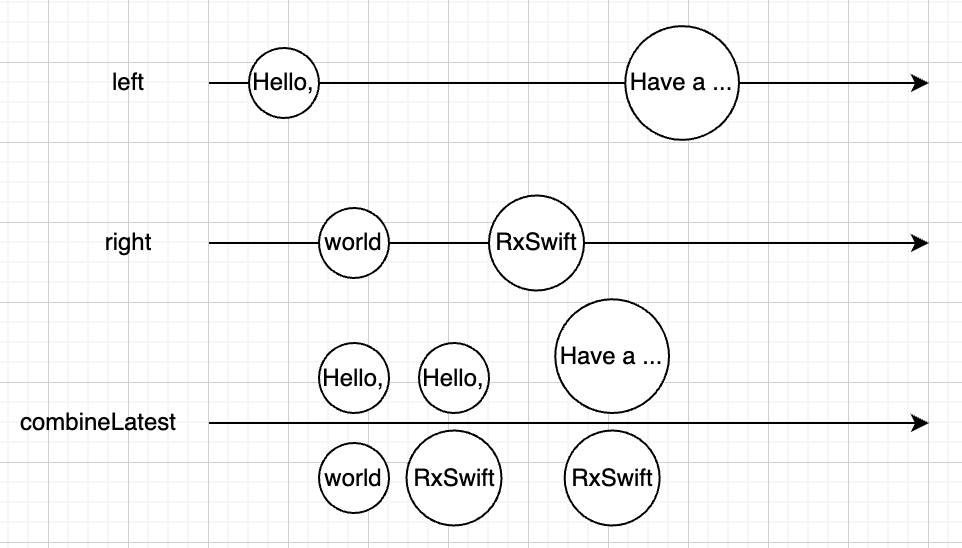 left
Hello,
Have a ...
right
world
RxSwift
Hello,
Hello,
Have a ...
combineLatest
world
RxSwift
RxSwift